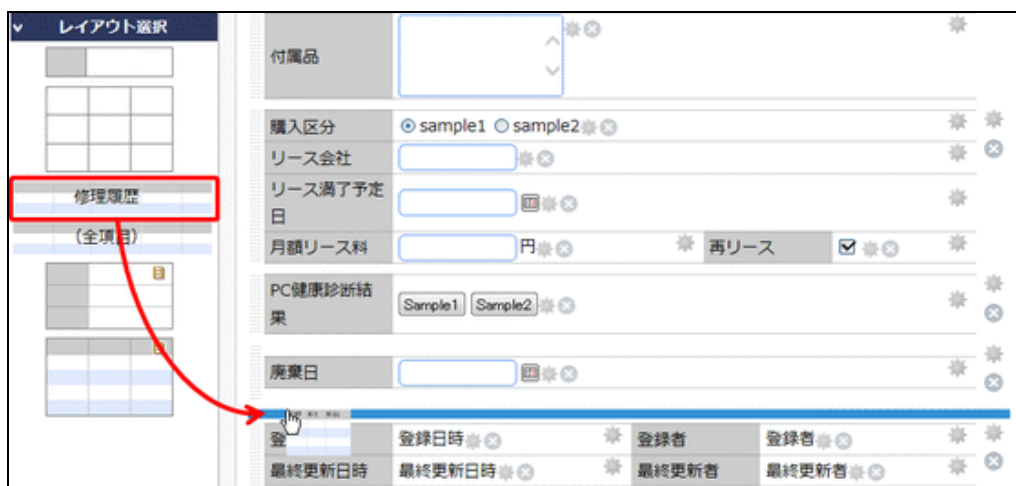 レイアウト選択
修理履歴
(全項目)
付属品
購入区分 sample1 sample2
リース会社
リース満了予定
日
月額リース料 円 再リース
PC健康診断結
果 Sample1 Sample2
廃棄日
登 登録日時 登録者 登録者
最終更新日時 最終更新日時 最終更新者 最終更新者